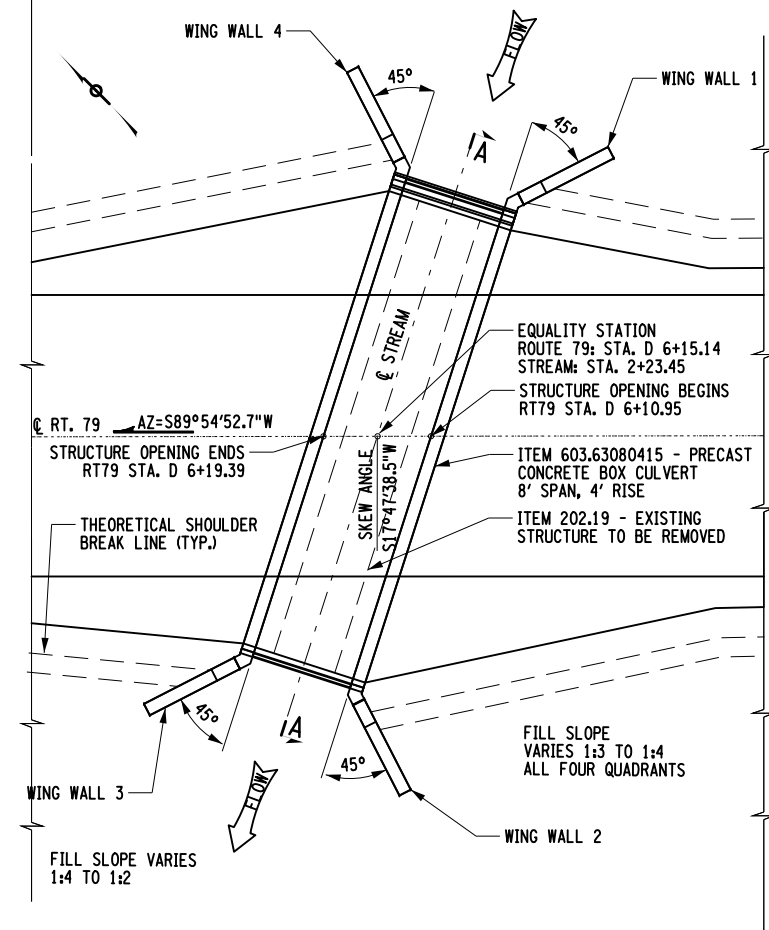 WING WALL 4
FLOW
45°
WING WALL 1
45°
A
EQUALITY STATION
ROUTE 79: STA. D 6+15.14
STREAM: STA. 2+23.45
℄ STREAM
STRUCTURE OPENING BEGINS
RT79 STA. D 6+10.95
℄ RT. 79
AZ=S89°54'52.7"W
STRUCTURE OPENING ENDS
RT79 STA. D 6+19.39
SKEW ANGLE
S17°47'38.5"W
ITEM 603.63080415 - PRECAST
CONCRETE BOX CULVERT
8' SPAN, 4' RISE
ITEM 202.19 - EXISTING
STRUCTURE TO BE REMOVED
THEORETICAL SHOULDER
BREAK LINE (TYP.)
45°
A
FILL SLOPE
VARIES 1:3 TO 1:4
ALL FOUR QUADRANTS
45°
WING WALL 3
FLOW
WING WALL 2
FILL SLOPE VARIES
1:4 TO 1:2